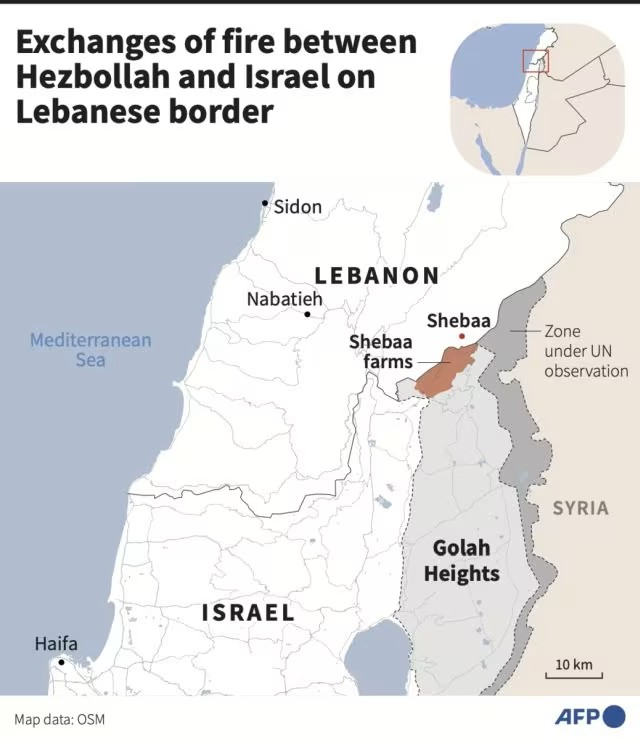 Exchanges of fire between
Hezbollah and Israel on
Lebanese border
Sidon
LEBANON
Nabatieh
Shebaa
Shebaa
farms
Zone
under UN
observation
Mediterranean
Sea
SYRIA
Golah
Heights
ISRAEL
Haifa
10 km
Map data: OSM
AFP